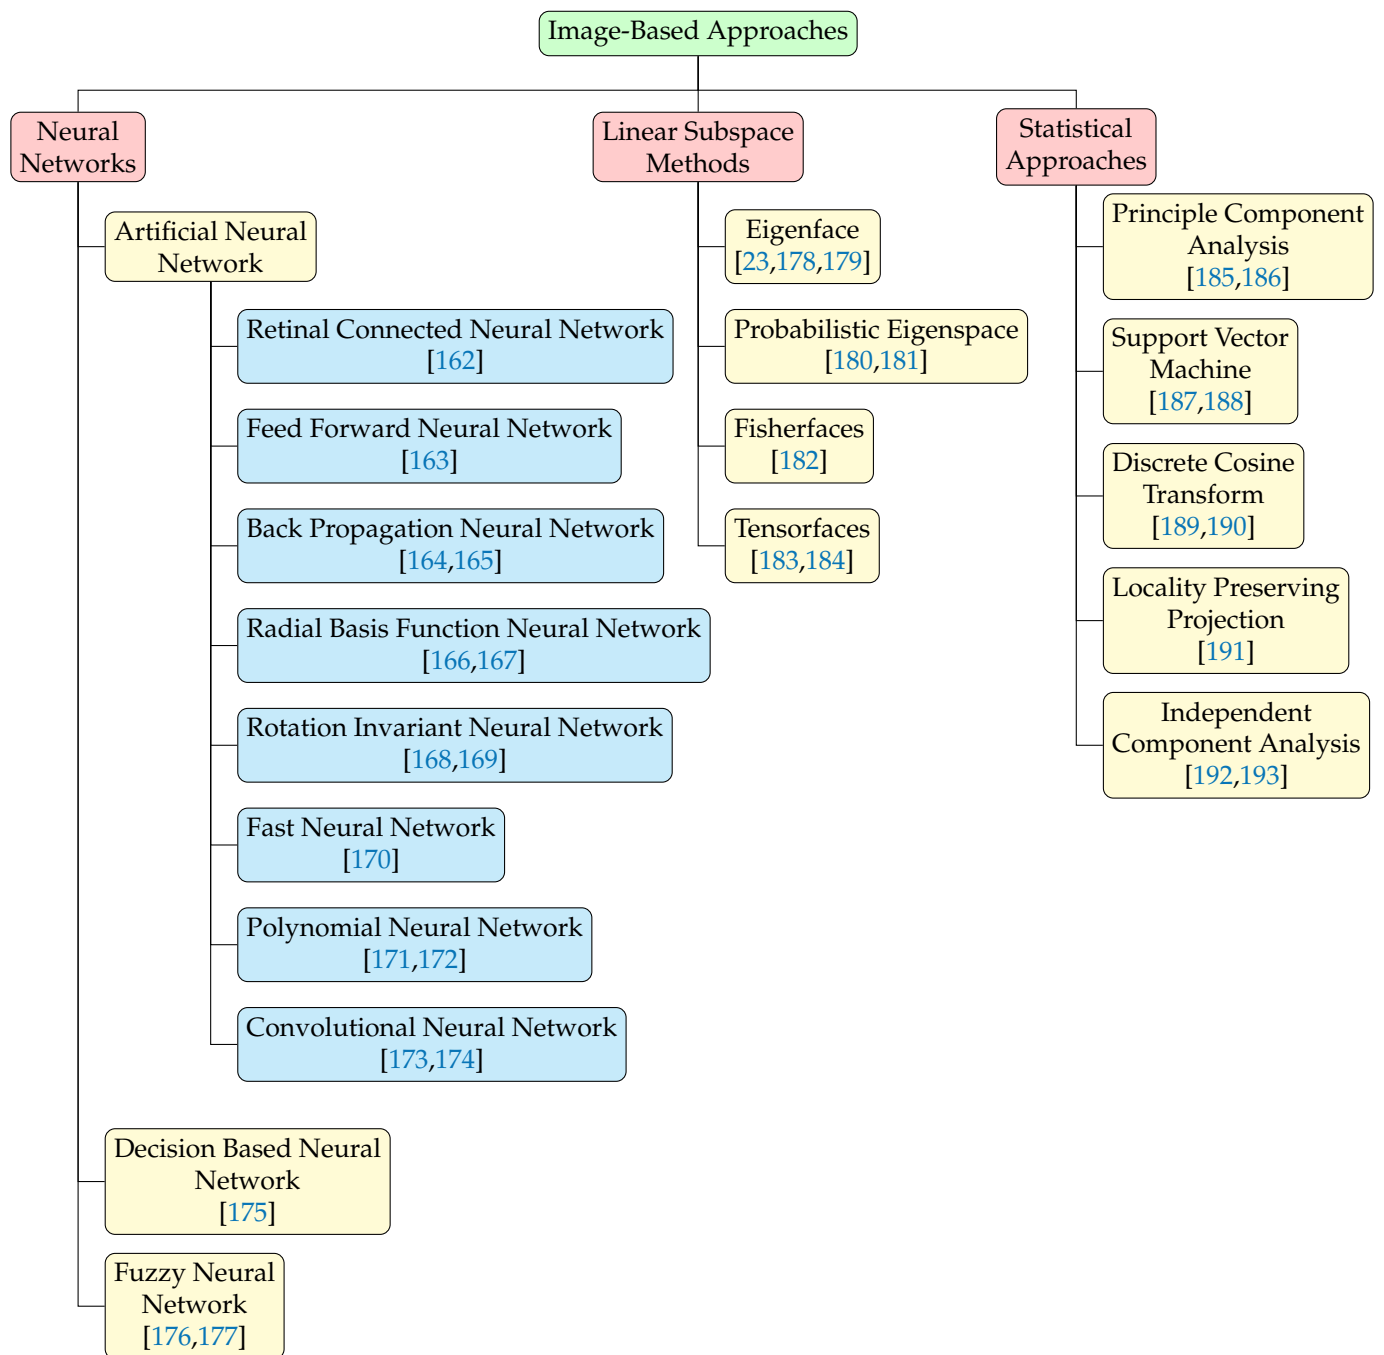 Image-Based Approaches
Neural
Networks
Linear Subspace
Methods
Statistical
Approaches
Artificial Neural
Network
Retinal Connected Neural Network
[162]
Feed Forward Neural Network
[163]
Back Propagation Neural Network
[164,165]
Radial Basis Function Neural Network
[166,167]
Rotation Invariant Neural Network
[168,169]
Fast Neural Network
[170]
Polynomial Neural Network
[171,172]
Convolutional Neural Network
[173,174]
Decision Based Neural
Network
[175]
Fuzzy Neural
Network
[176,177]
Eigenface
[23,178,179]
Probabilistic Eigenspace
[180,181]
Fisherfaces
[182]
Tensorfaces
[183,184]
Principle Component
Analysis
[185,186]
Support Vector
Machine
[187,188]
Discrete Cosine
Transform
[189,190]
Locality Preserving
Projection
[191]
Independent
Component Analysis
[192,193]